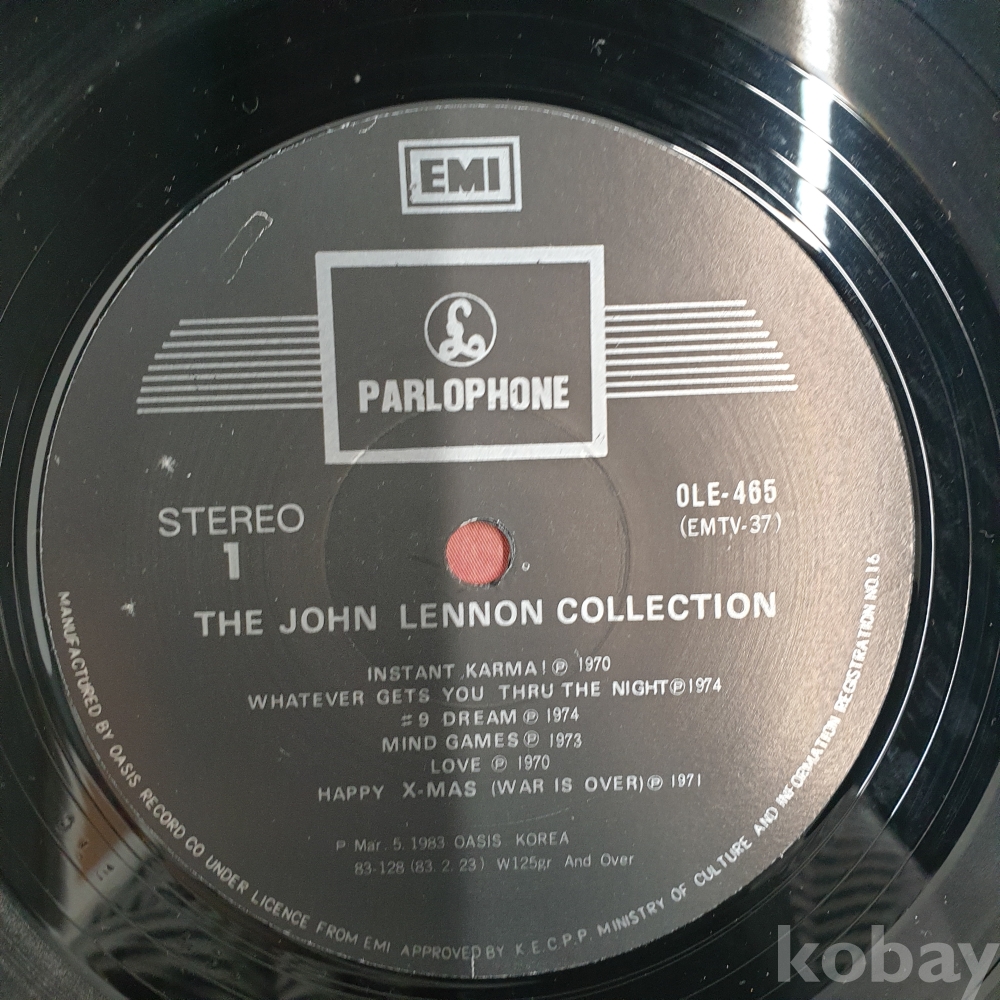 EMI
£
PARLOPHONE
STEREO
1
OLE-465
(EMTV-37)
THE JOHN LENNON COLLECTION
INSTANT KARMA! ℗ 1970
WHATEVER GETS YOU THRU THE NIGHT ℗ 1974
#9 DREAM ℗ 1974
MIND GAMES ℗ 1973
LOVE ℗ 1970
HAPPY X-MAS (WAR IS OVER) ℗ 1971
P Mar. 5. 1983 OASIS KOREA
83-128 (83. 2. 23) W125gr And Over
MANUFACTURED BY OASIS RECORD CO UNDER LICENCE FROM EMI APPROVED BY K.E.C.P.P. MINISTRY OF CULTURE AND INFORMATION REGISTRATION NO.16
kobay